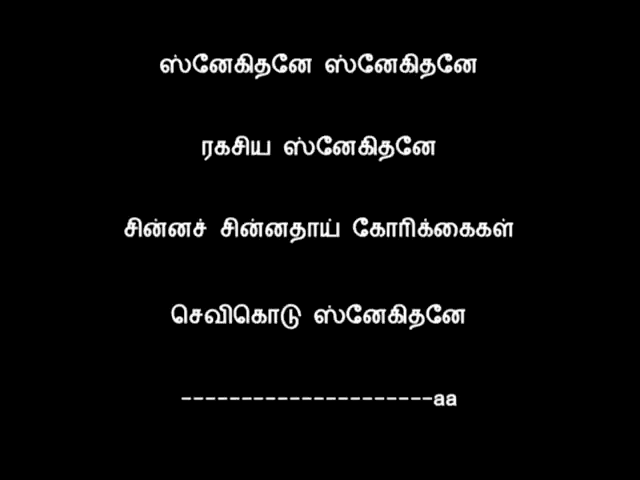 ஸ்னேகிதனே ஸ்னேகிதனே
ரகசிய ஸ்னேகிதனே
சின்னச் சின்னதாய் கோரிக்கைகள்
செவிகொடு ஸ்னேகிதனே
---------------------aa